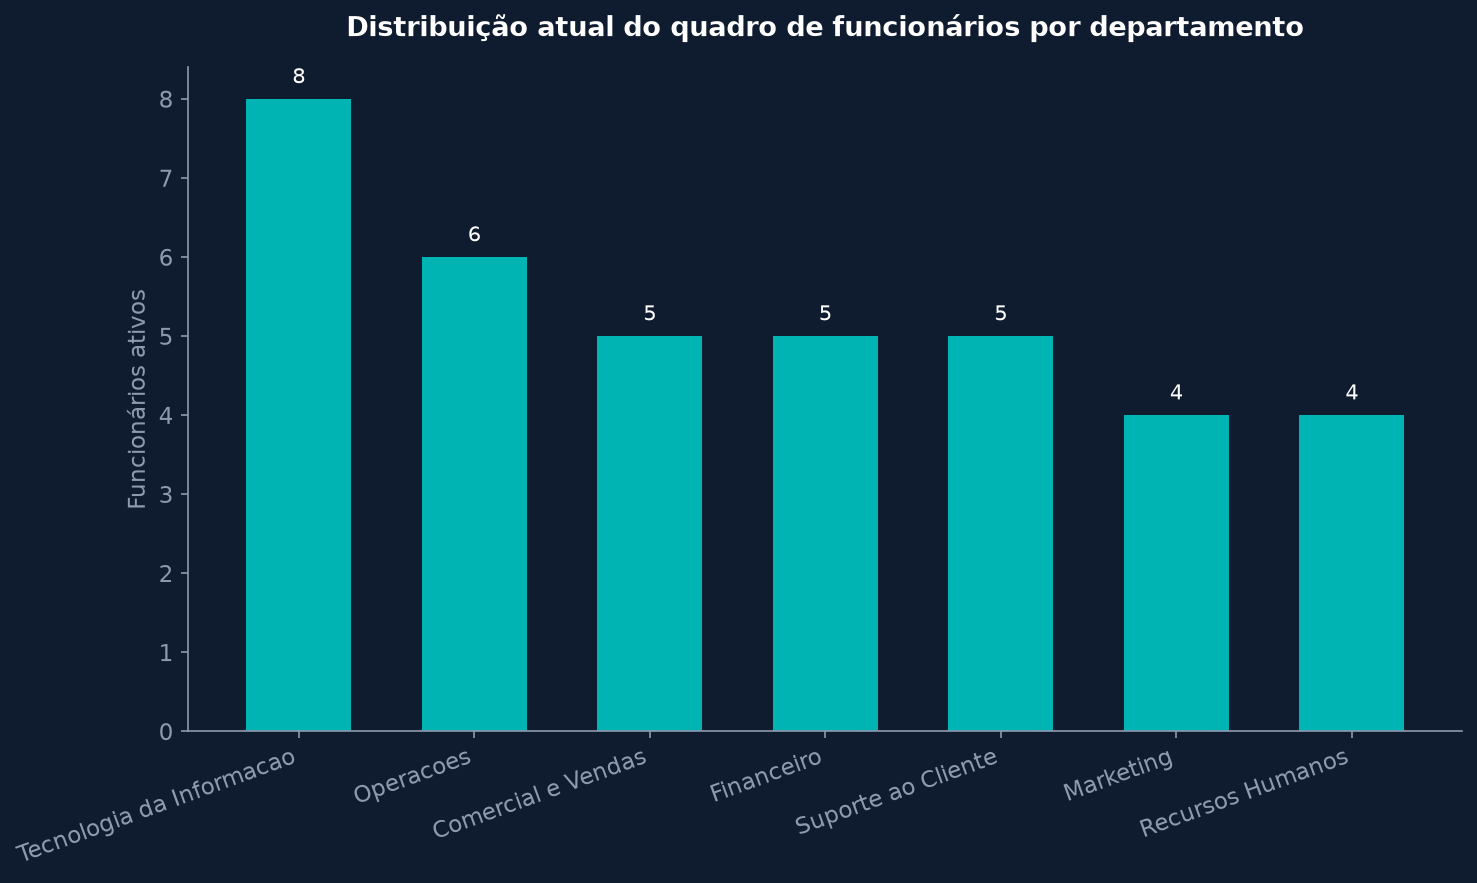 Distribuição atual do quadro de funcionários por departamento
Funcionários ativos
8
7
6
5
4
3
2
1
0
8
6
5
5
5
4
4
Tecnologia da Informacao
Operacoes
Comercial e Vendas
Financeiro
Suporte ao Cliente
Marketing
Recursos Humanos